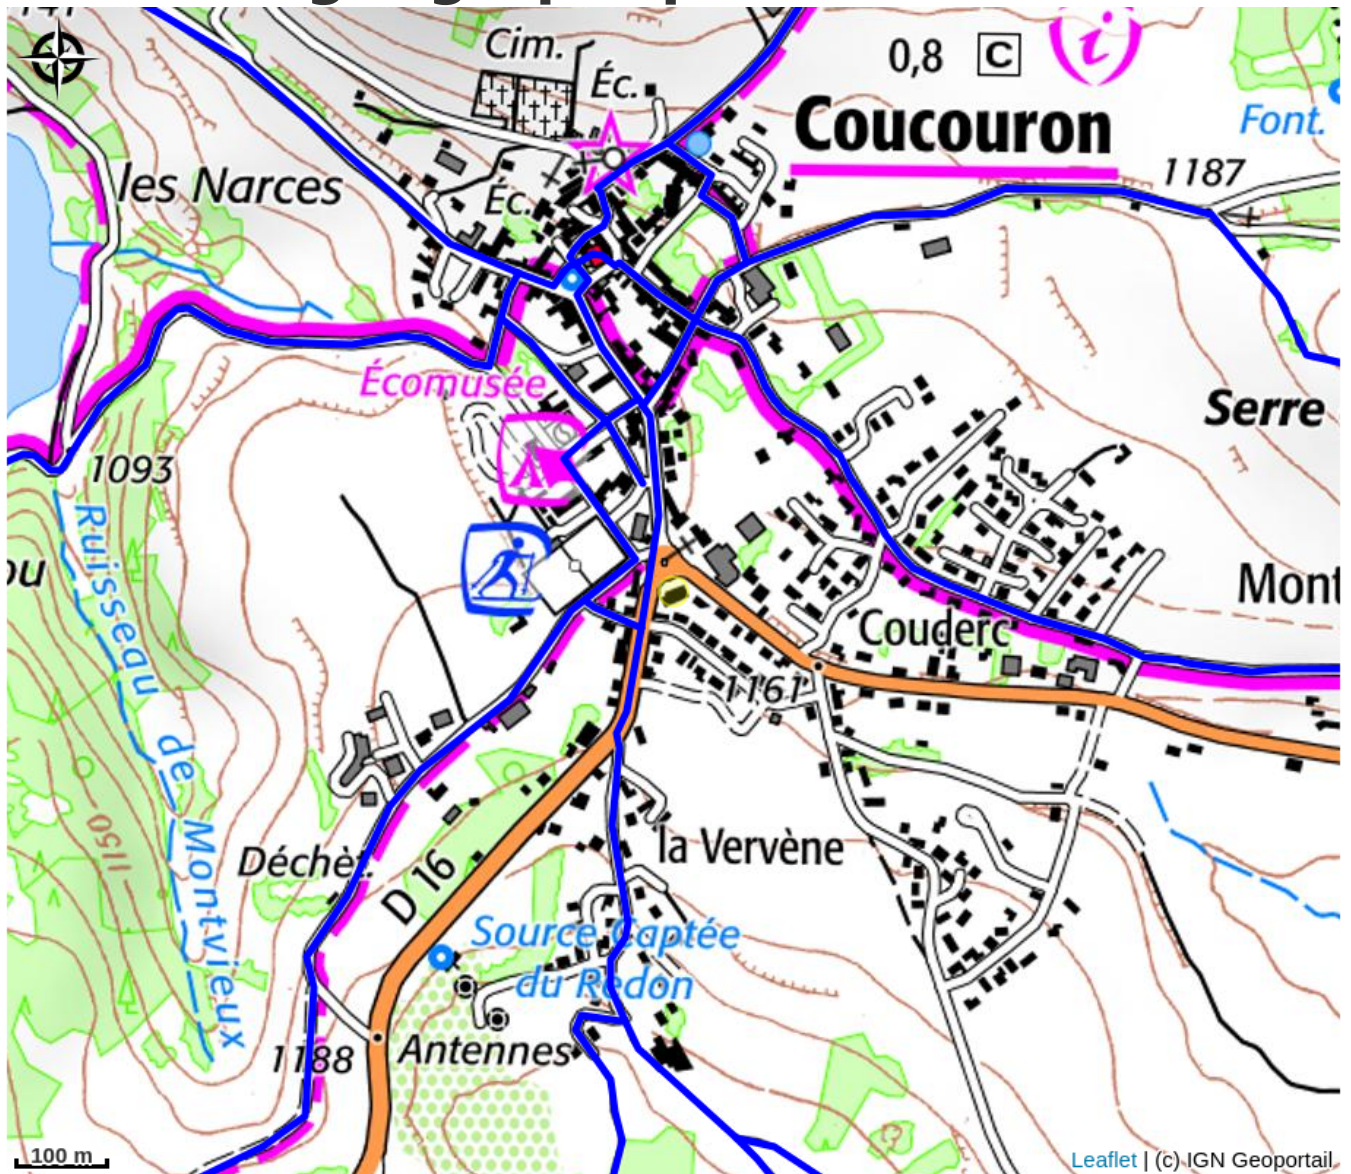 Cim.
Éc.
0,8 C
i
Coucouron
Font.
1187
les Narces
Éc.
Écomusée
Serre
1093
Ruisseau de Montvieux
Mont
Couderc
1161
1150
Déchèt.
D 16
la Vervène
Source Captée
du Redon
1188
Antennes
100 m
Leaflet | (c) IGN Geoportail